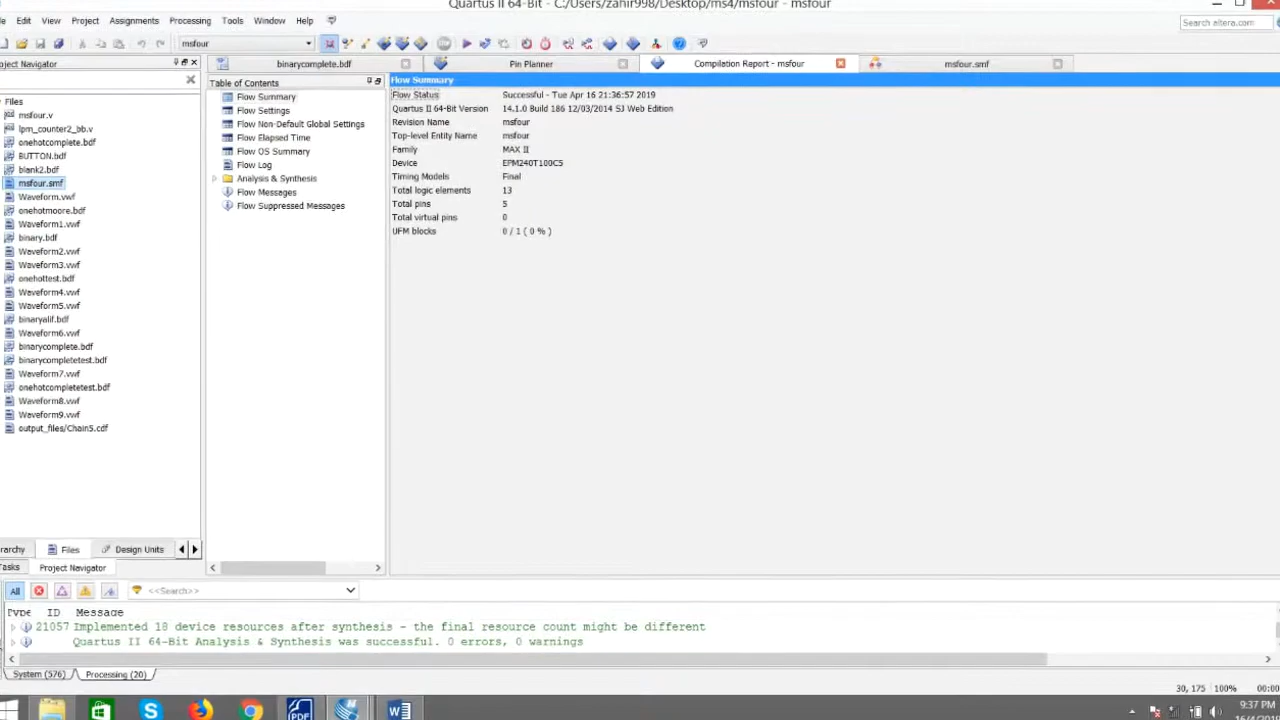 Quartus II 64-Bit - C:/Users/zahir998/Desktop/ms4/msfour - msfour
Edit View Project Assignments Processing Tools Window Help
Search altera.com
msfour
oject Navigator
binarycomplete.bdf
Pin Planner
Compilation Report - msfour
msfour.smf
Files
msfour.v
lpm_counter2_bb.v
onehotcomplete.bdf
BUTTON.bdf
blank2.bdf
msfour.smf
Waveform.vwf
onehotmoore.bdf
Waveform1.vwf
binary.bdf
Waveform2.vwf
Waveform3.vwf
onehottest.bdf
Waveform4.vwf
Waveform5.vwf
binaryalif.bdf
Waveform6.vwf
binarycomplete.bdf
binarycompletetest.bdf
Waveform7.vwf
onehotcompletetest.bdf
Waveform8.vwf
Waveform9.vwf
output_files/Chain5.cdf
rarchy Files Design Units
Tasks Project Navigator
Table of Contents
Flow Summary
Flow Settings
Flow Non-Default Global Settings
Flow Elapsed Time
Flow OS Summary
Flow Log
Analysis & Synthesis
Flow Messages
Flow Suppressed Messages
Flow Summary
Flow Status Successful - Tue Apr 16 21:36:57 2019
Quartus II 64-Bit Version 14.1.0 Build 186 12/03/2014 SJ Web Edition
Revision Name msfour
Top-level Entity Name msfour
Family MAX II
Device EPM240T100C5
Timing Models Final
Total logic elements 13
Total pins 5
Total virtual pins 0
UFM blocks 0 / 1 ( 0 % )
All <<Search>>
Type ID Message
21057 Implemented 18 device resources after synthesis - the final resource count might be different
Quartus II 64-Bit Analysis & Synthesis was successful. 0 errors, 0 warnings
System (576) Processing (20)
30, 175 100% 00:00
9:37 PM